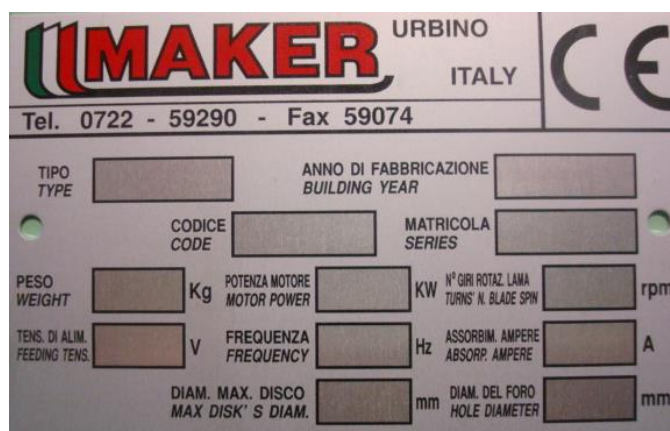 MAKER URBINO
ITALY
CE
Tel. 0722 - 59290 - Fax 59074
TIPO
TYPE
ANNO DI FABBRICAZIONE
BUILDING YEAR
CODICE
CODE
MATRICOLA
SERIES
PESO
WEIGHT
Kg
POTENZA MOTORE
MOTOR POWER
KW
N° GIRI ROTAZ. LAMA
TURNS' N. BLADE SPIN
rpm
TENS. DI ALIM.
FEEDING TENS.
V
FREQUENZA
FREQUENCY
Hz
ASSORBIM. AMPERE
ABSORP. AMPERE
A
DIAM. MAX. DISCO
MAX DISK' S DIAM.
mm
DIAM. DEL FORO
HOLE DIAMETER
mm